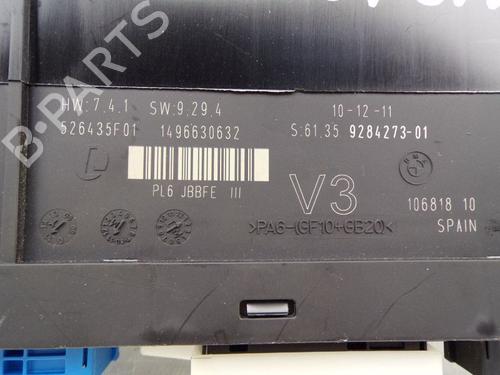 HW:7.4.1 SW:9.29.4 10-12-11
526435F01 1496630632 S:61.35 9284273-01
PL6 JBBFE III
V3
106818 10
>PA6-(GF10+GB20)<
SPAIN
B-PARTS